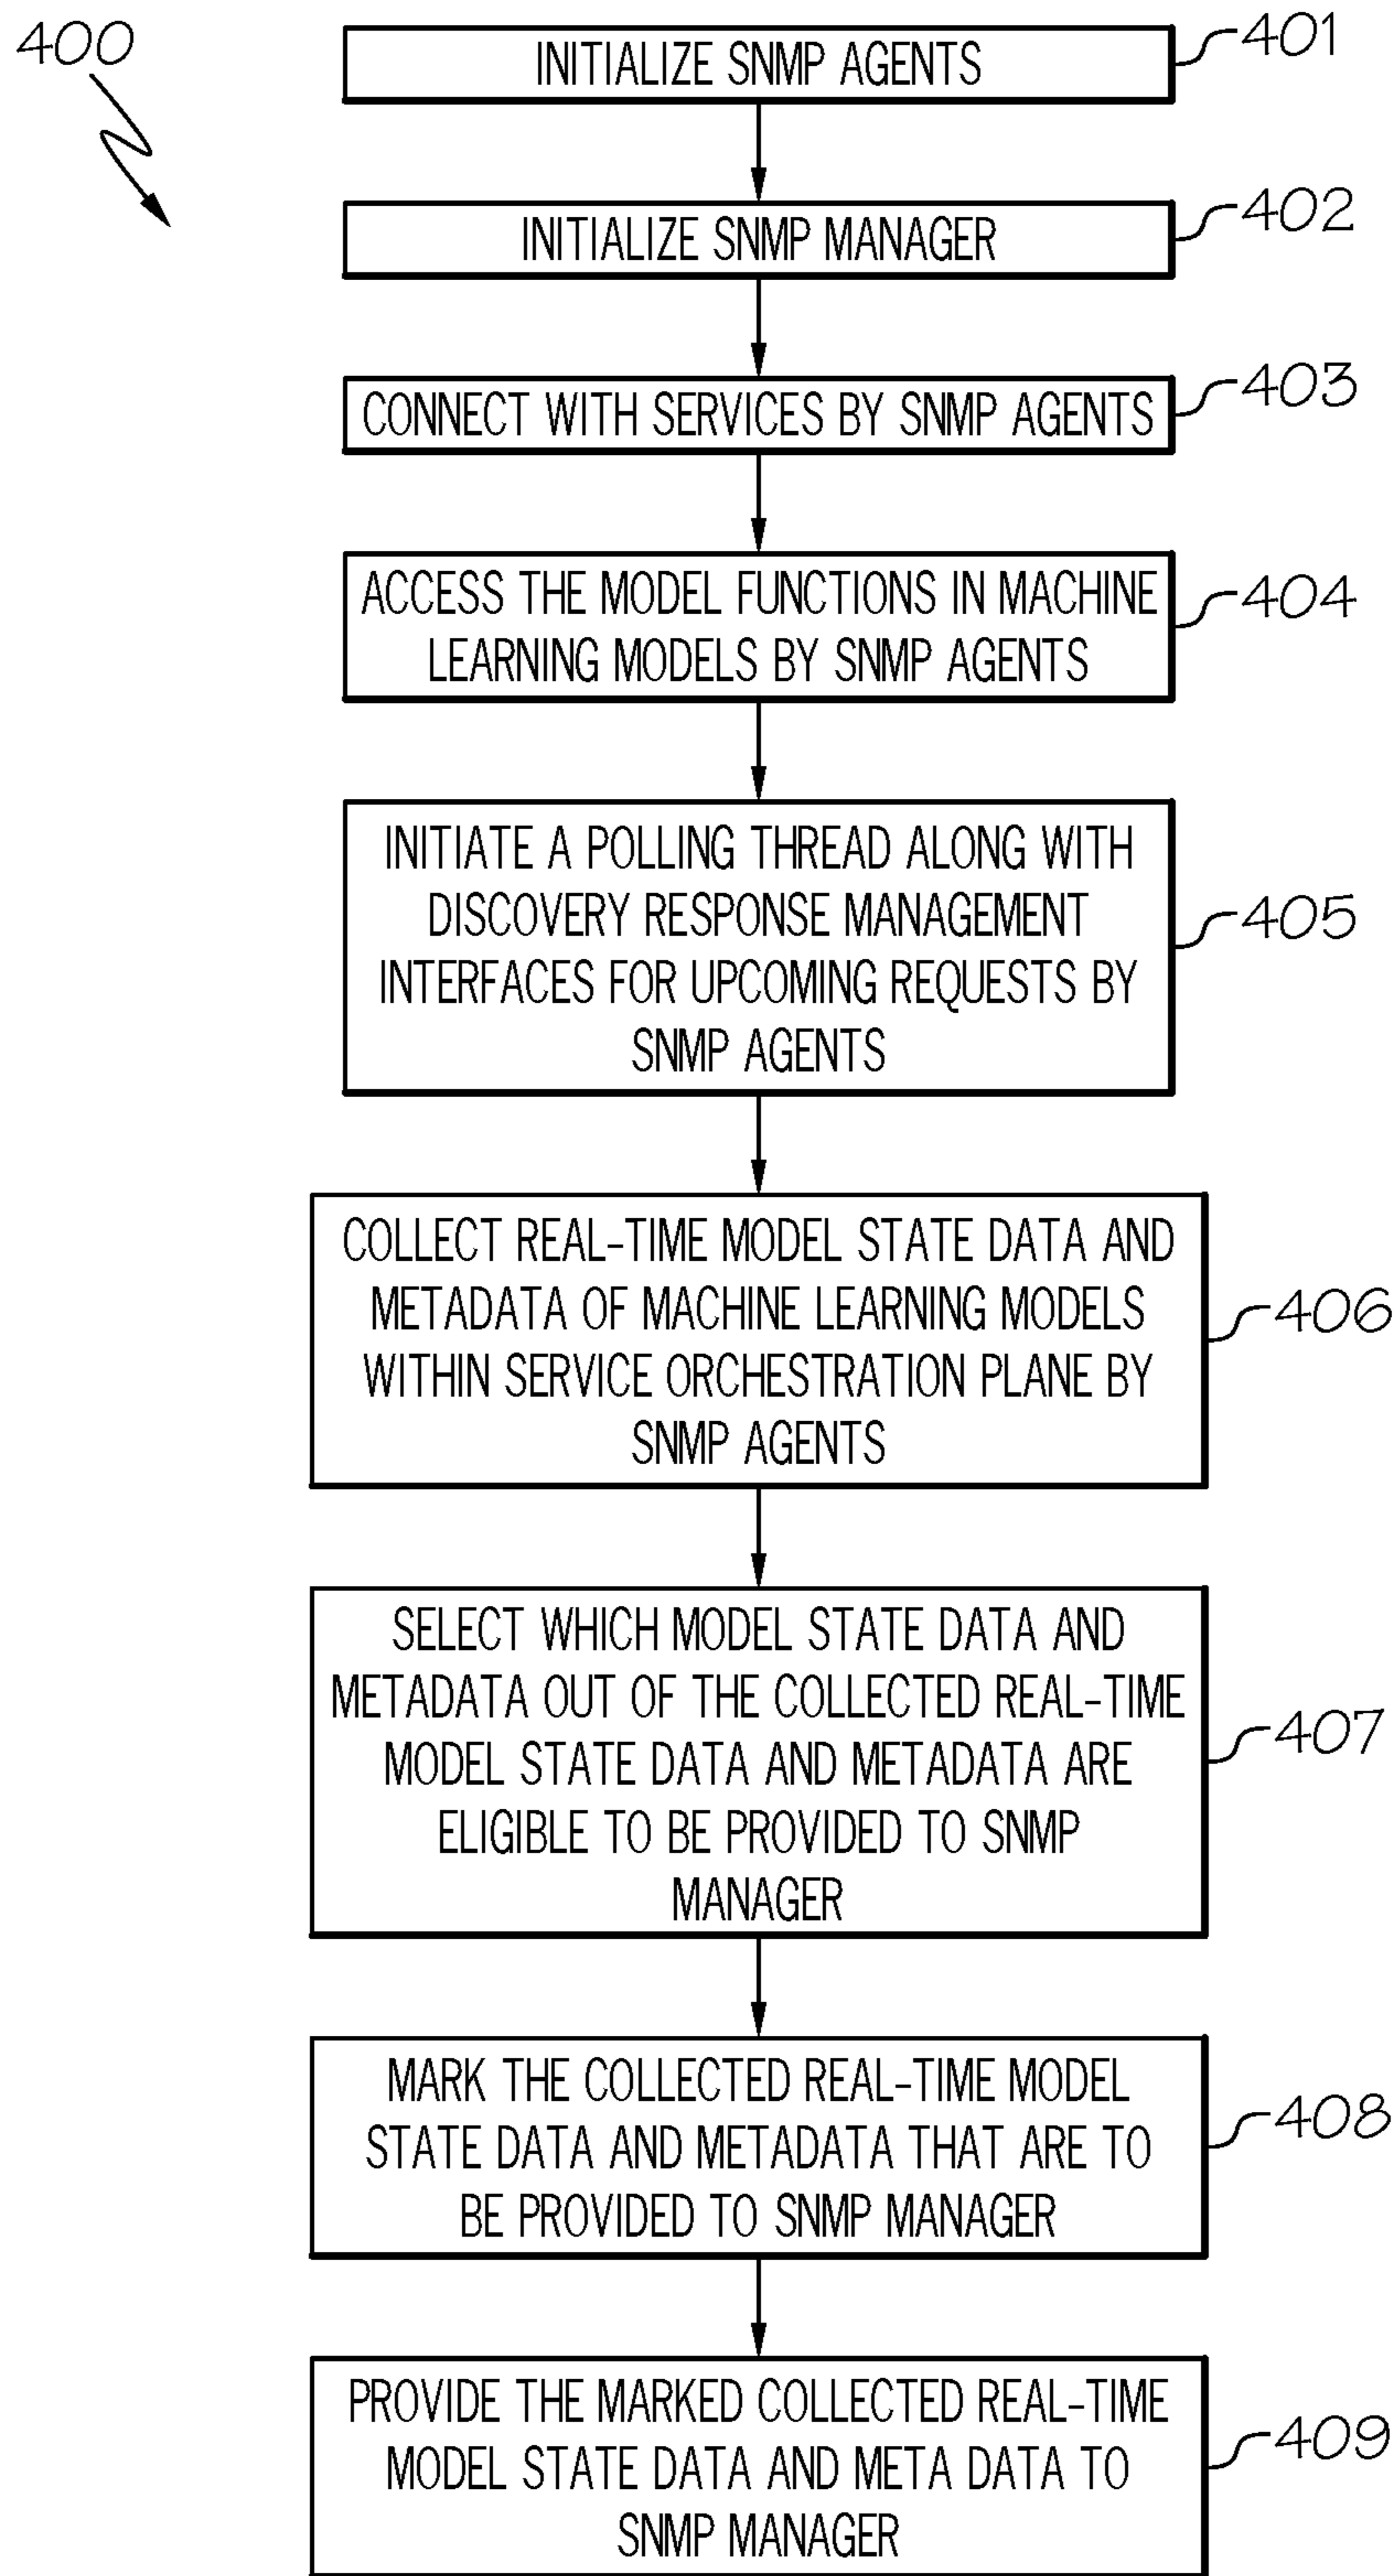 400
INITIALIZE SNMP AGENTS
401
INITIALIZE SNMP MANAGER
402
CONNECT WITH SERVICES BY SNMP AGENTS
403
ACCESS THE MODEL FUNCTIONS IN MACHINE
LEARNING MODELS BY SNMP AGENTS
404
INITIATE A POLLING THREAD ALONG WITH
DISCOVERY RESPONSE MANAGEMENT
INTERFACES FOR UPCOMING REQUESTS BY
SNMP AGENTS
405
COLLECT REAL-TIME MODEL STATE DATA AND
METADATA OF MACHINE LEARNING MODELS
WITHIN SERVICE ORCHESTRATION PLANE BY
SNMP AGENTS
406
SELECT WHICH MODEL STATE DATA AND
METADATA OUT OF THE COLLECTED REAL-TIME
MODEL STATE DATA AND METADATA ARE
ELIGIBLE TO BE PROVIDED TO SNMP
MANAGER
407
MARK THE COLLECTED REAL-TIME MODEL
STATE DATA AND METADATA THAT ARE TO
BE PROVIDED TO SNMP MANAGER
408
PROVIDE THE MARKED COLLECTED REAL-TIME
MODEL STATE DATA AND META DATA TO
SNMP MANAGER
409